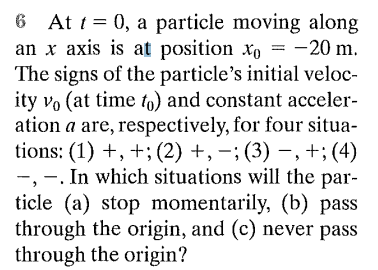 6 At t = 0, a particle moving along
an x axis is at position x₀ = −20 m.
The signs of the particle's initial veloc-
ity v₀ (at time t₀) and constant acceler-
ation a are, respectively, for four situa-
tions: (1) +, +; (2) +, −; (3) −, +; (4)
−, −. In which situations will the par-
ticle (a) stop momentarily, (b) pass
through the origin, and (c) never pass
through the origin?